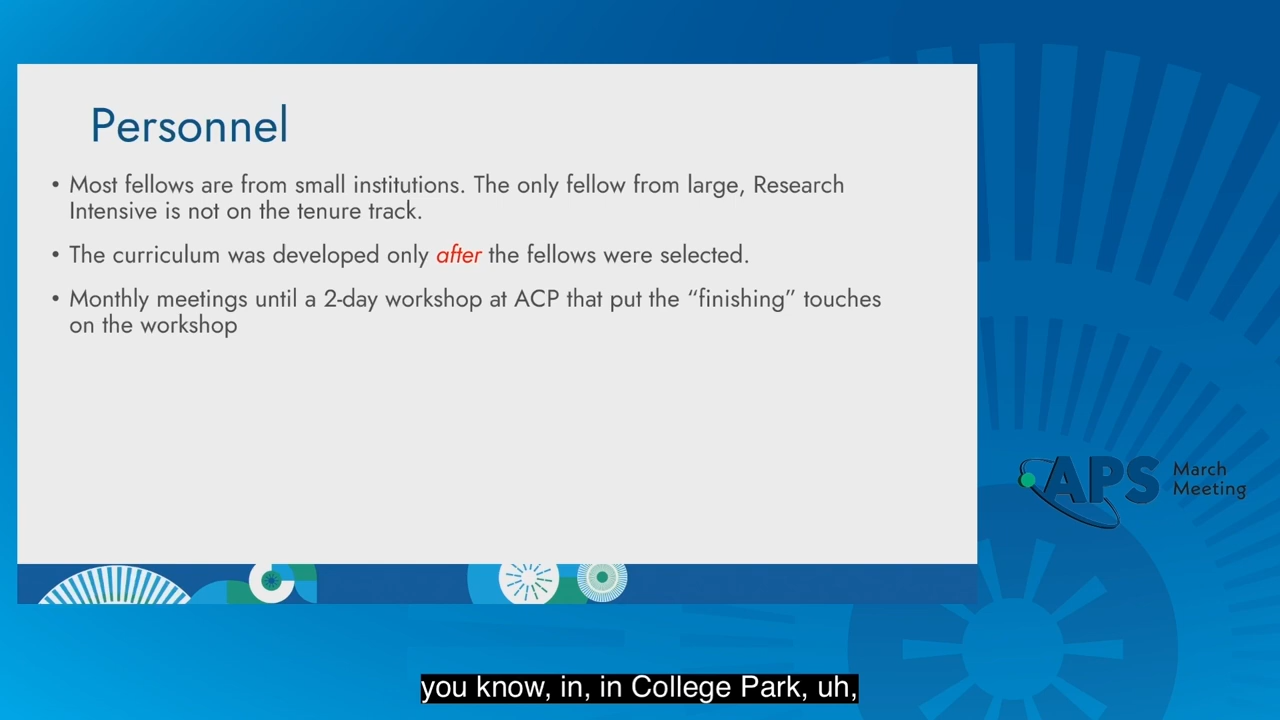 Personnel
• Most fellows are from small institutions. The only fellow from large, Research
Intensive is not on the tenure track.
• The curriculum was developed only after the fellows were selected.
• Monthly meetings until a 2-day workshop at ACP that put the “finishing” touches
on the workshop
APS March
Meeting
you know, in, in College Park, uh,